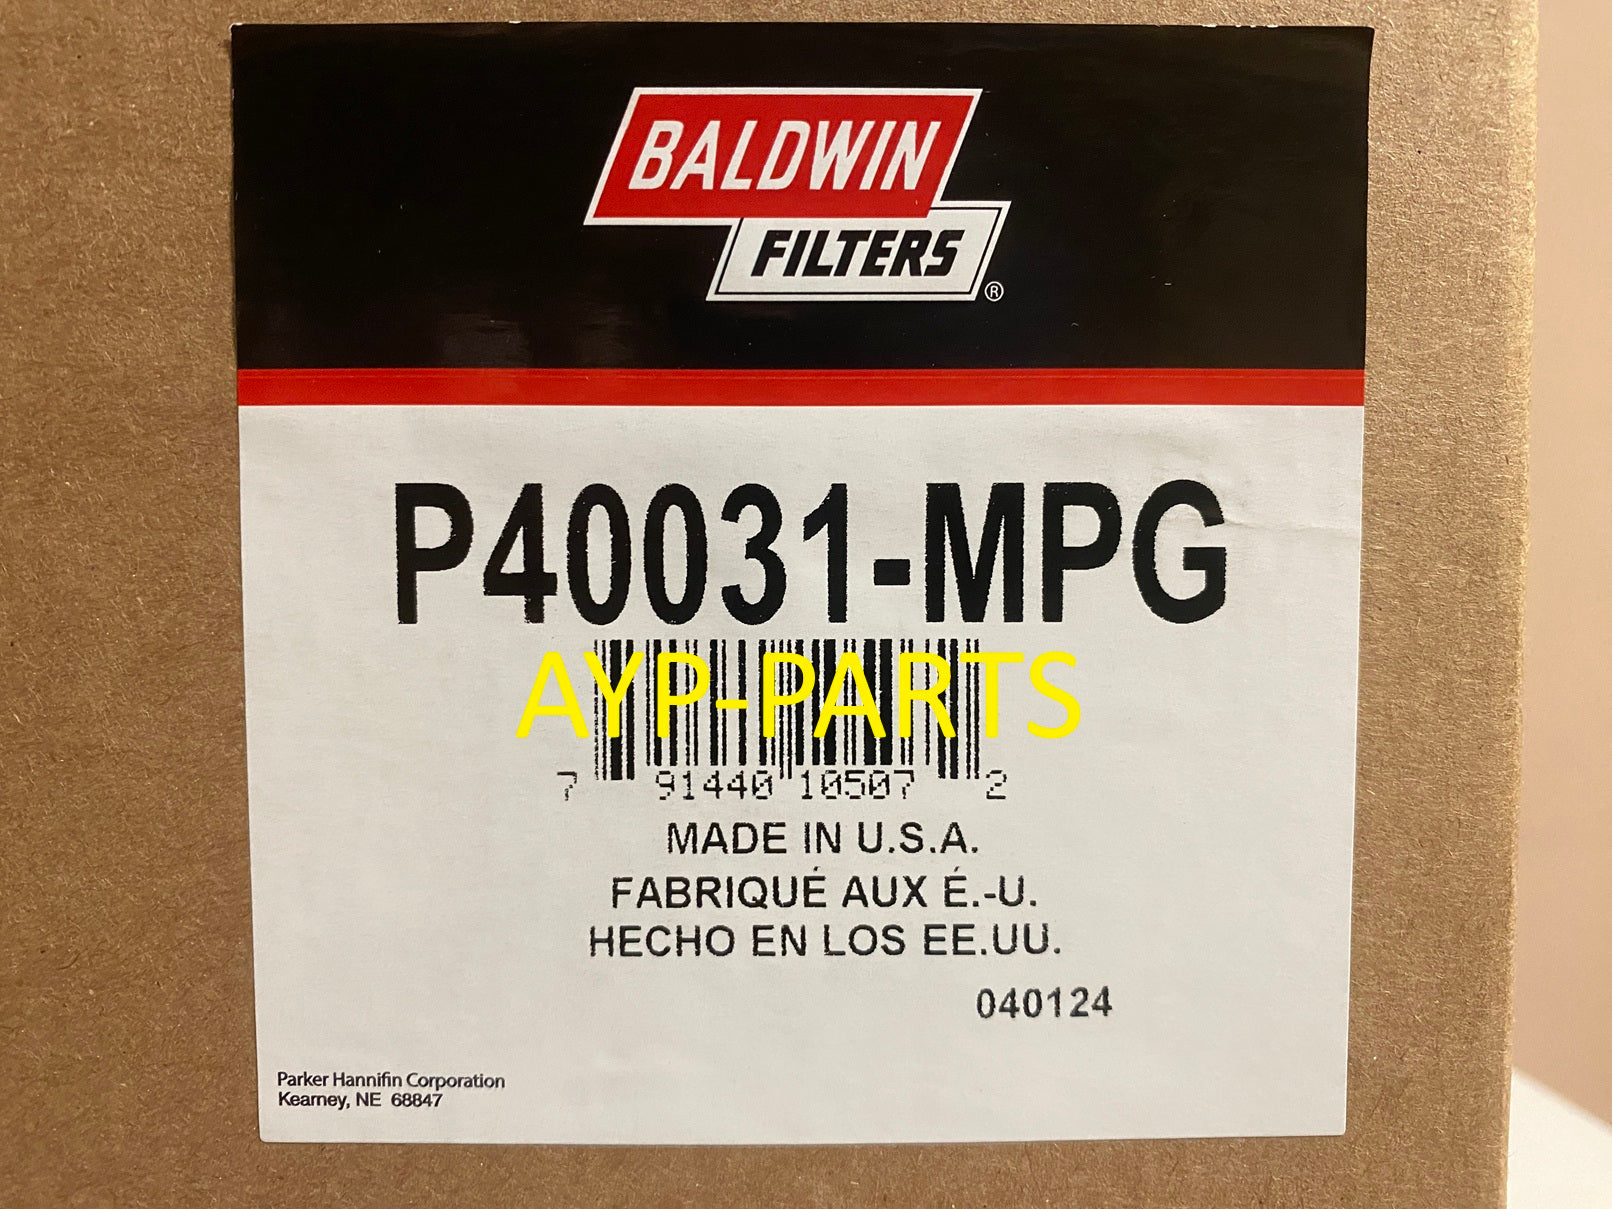 BALDWIN
FILTERS
®
P40031-MPG
AYP-PARTS
7 91440 10507 2
MADE IN U.S.A.
FABRIQUÉ AUX É.-U.
HECHO EN LOS EE.UU.
040124
Parker Hannifin Corporation
Kearney, NE 68847